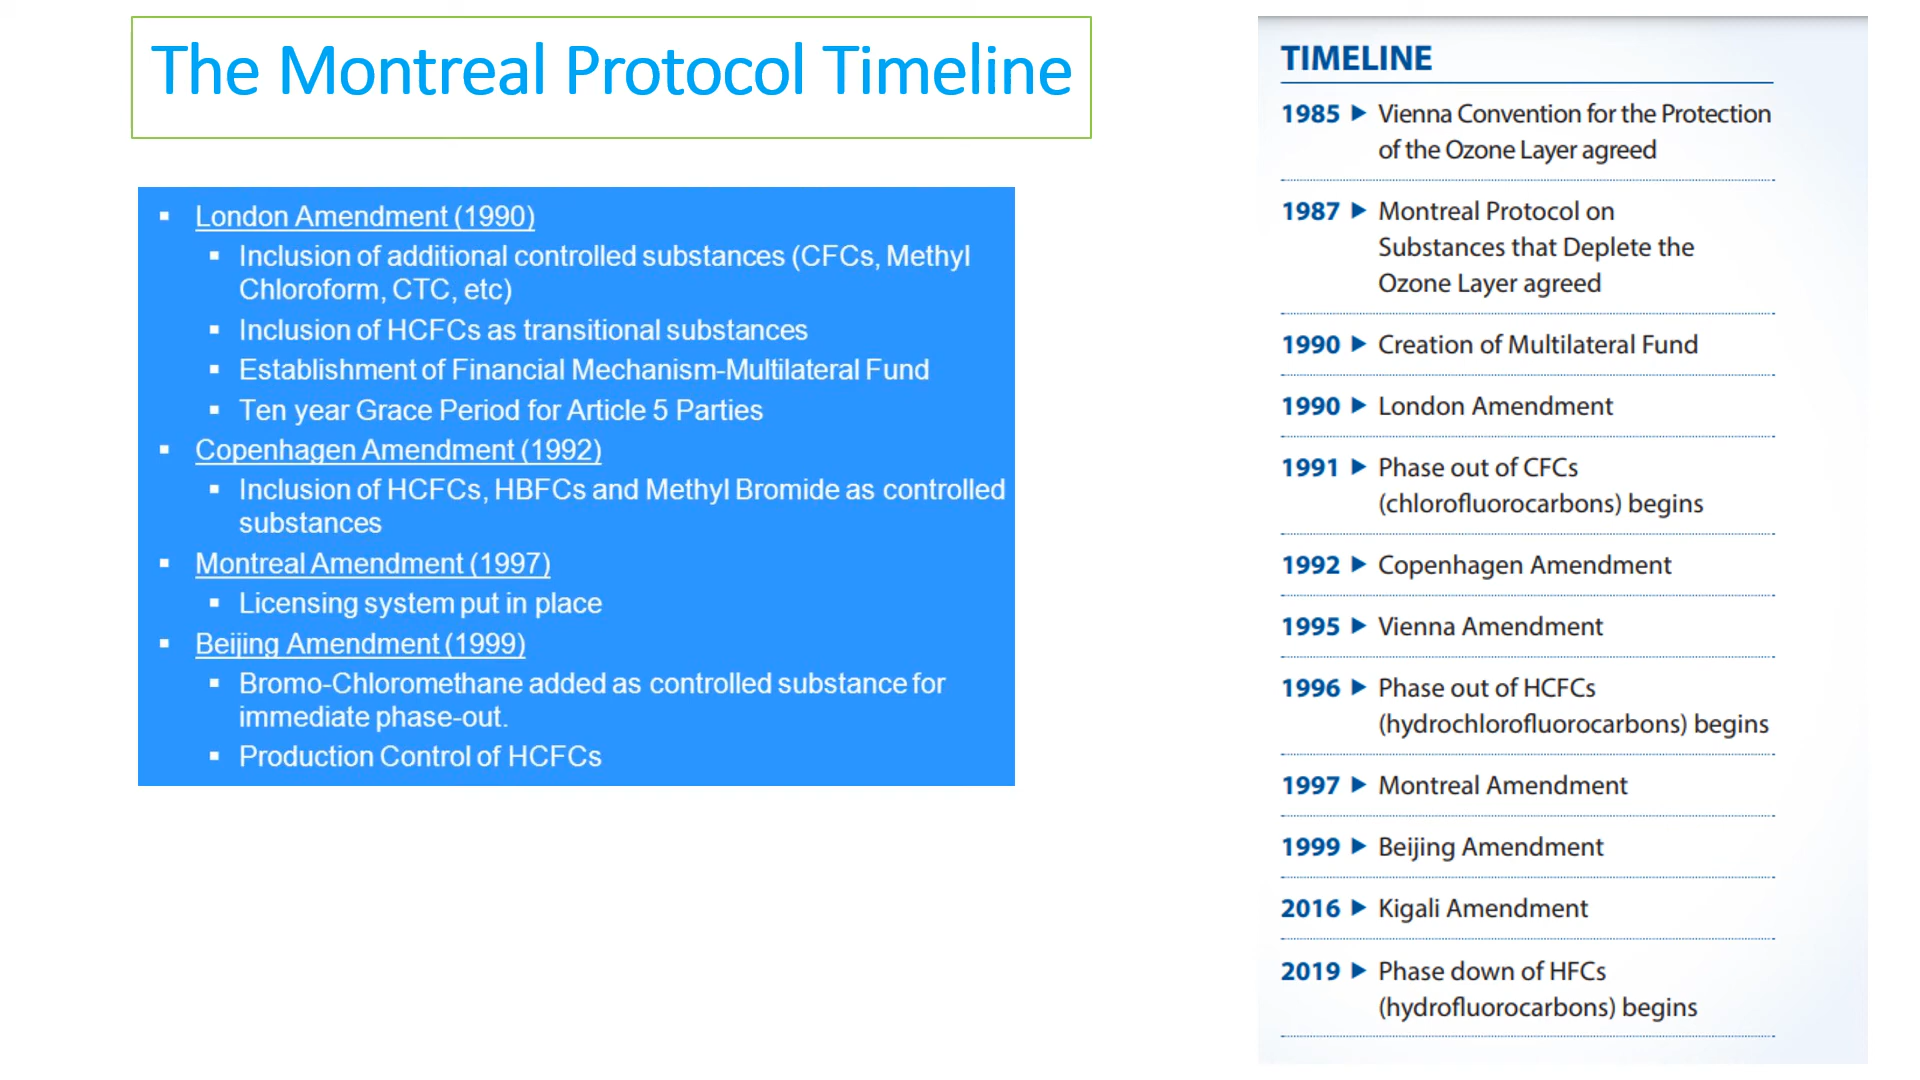 The Montreal Protocol Timeline
▪ London Amendment (1990)
▪ Inclusion of additional controlled substances (CFCs, Methyl
Chloroform, CTC, etc)
▪ Inclusion of HCFCs as transitional substances
▪ Establishment of Financial Mechanism-Multilateral Fund
▪ Ten year Grace Period for Article 5 Parties
▪ Copenhagen Amendment (1992)
▪ Inclusion of HCFCs, HBFCs and Methyl Bromide as controlled
substances
▪ Montreal Amendment (1997)
▪ Licensing system put in place
▪ Beijing Amendment (1999)
▪ Bromo-Chloromethane added as controlled substance for
immediate phase-out.
▪ Production Control of HCFCs
TIMELINE
1985 ▶ Vienna Convention for the Protection
of the Ozone Layer agreed
1987 ▶ Montreal Protocol on
Substances that Deplete the
Ozone Layer agreed
1990 ▶ Creation of Multilateral Fund
1990 ▶ London Amendment
1991 ▶ Phase out of CFCs
(chlorofluorocarbons) begins
1992 ▶ Copenhagen Amendment
1995 ▶ Vienna Amendment
1996 ▶ Phase out of HCFCs
(hydrochlorofluorocarbons) begins
1997 ▶ Montreal Amendment
1999 ▶ Beijing Amendment
2016 ▶ Kigali Amendment
2019 ▶ Phase down of HFCs
(hydrofluorocarbons) begins